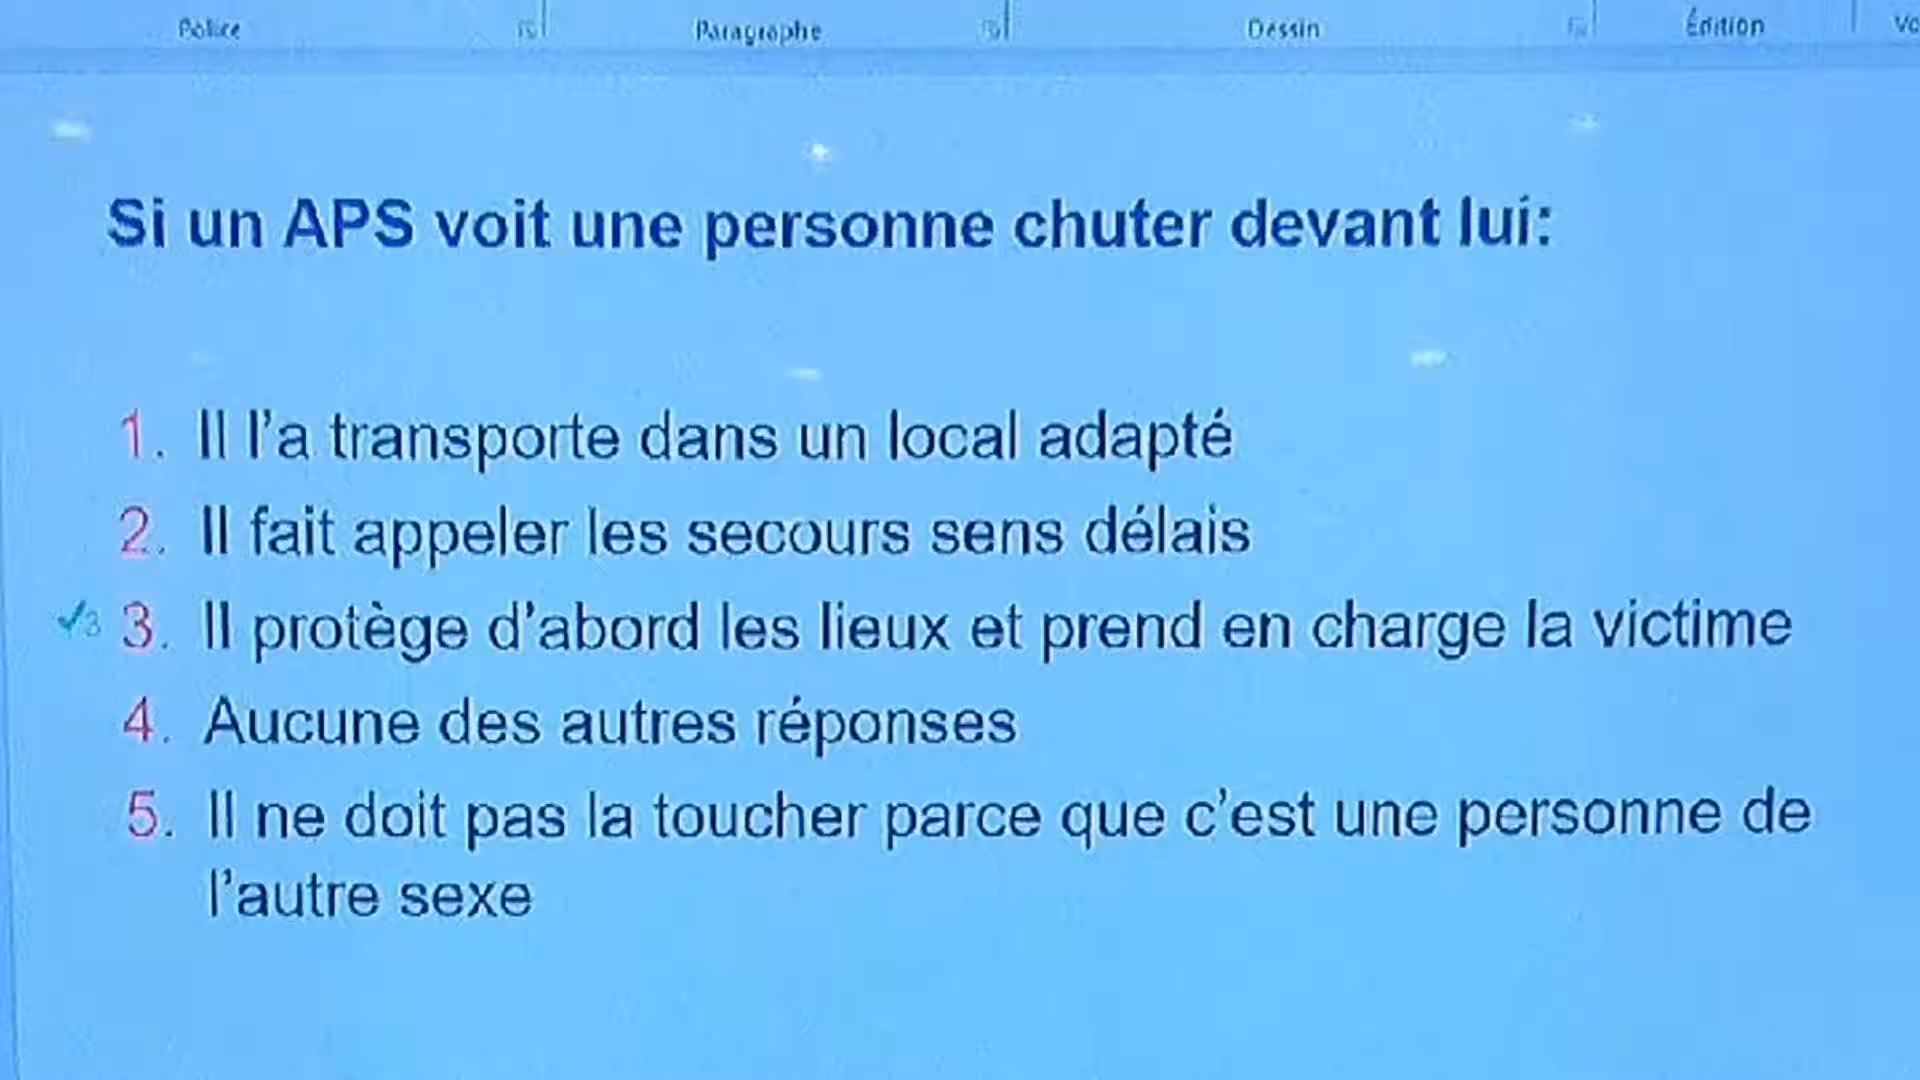 Police
Paragraphe
Dessin
Édition
Si un APS voit une personne chuter devant lui:
1. Il l'a transporte dans un local adapté
2. Il fait appeler les secours sens délais
✓3 3. Il protège d'abord les lieux et prend en charge la victime
4. Aucune des autres réponses
5. Il ne doit pas la toucher parce que c'est une personne de
l'autre sexe